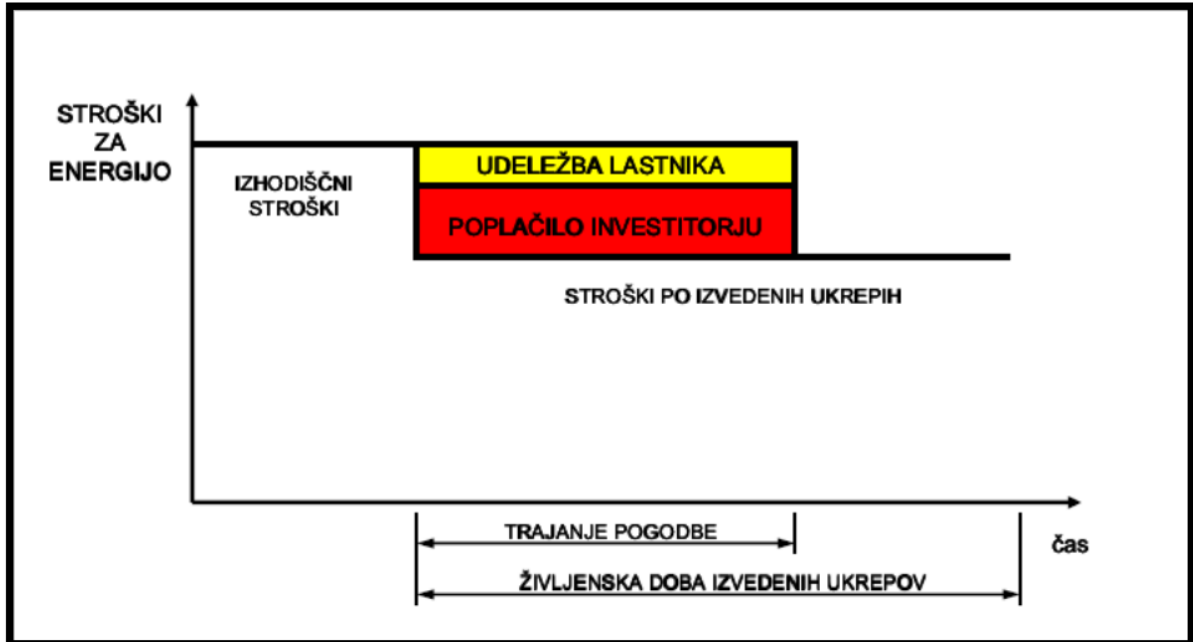 STROŠKI
ZA
ENERGIJO
IZHODIŠČNI
STROŠKI
UDELEŽBA LASTNIKA
POPLAČILO INVESTITORJU
STROŠKI PO IZVEDENIH UKREPIH
TRAJANJE POGODBE
čas
ŽIVLJENSKA DOBA IZVEDENIH UKREPOV